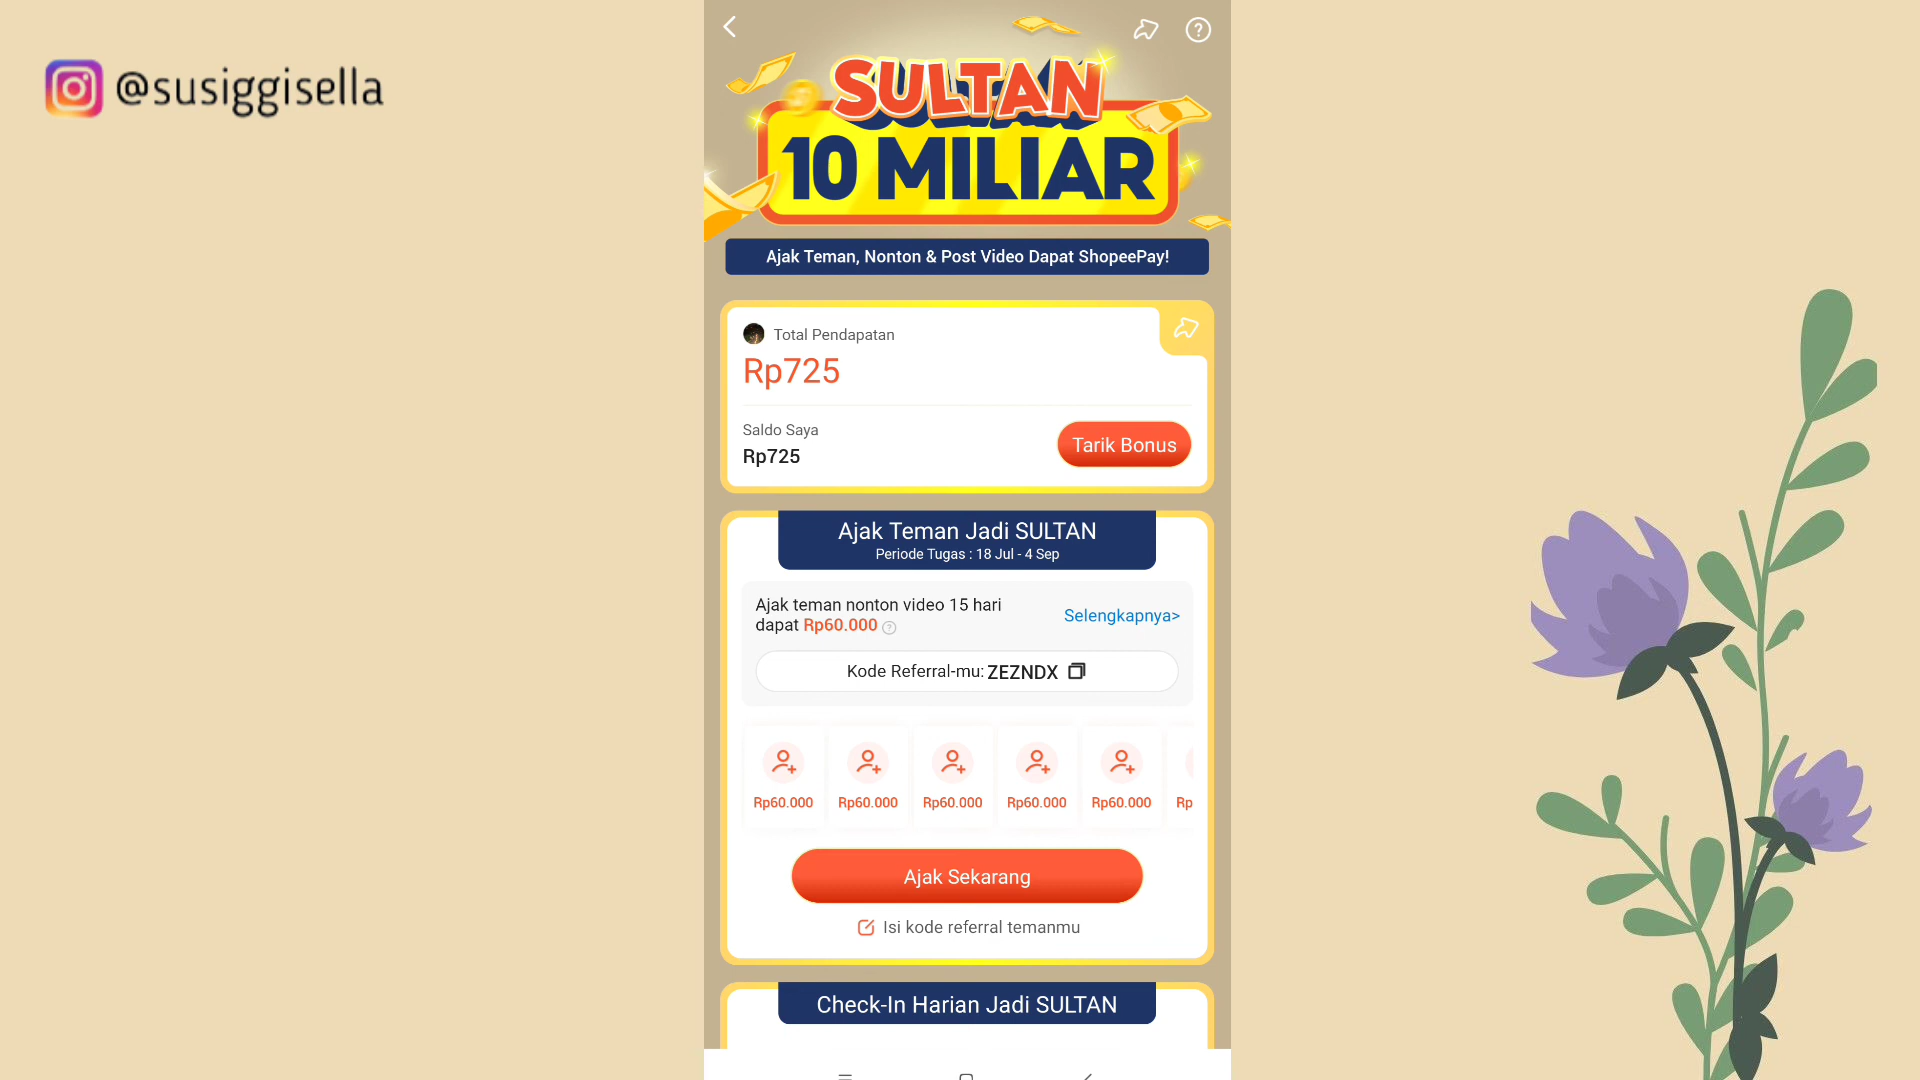 @susiggisella
SULTAN
10 MILIAR
Ajak Teman, Nonton & Post Video Dapat ShopeePay!
Total Pendapatan
Rp725
Saldo Saya
Rp725
Tarik Bonus
Ajak Teman Jadi SULTAN
Periode Tugas : 18 Jul - 4 Sep
Ajak teman nonton video 15 hari
dapat Rp60.000
Selengkapnya>
Kode Referral-mu: ZEZNDX
Rp60.000 Rp60.000 Rp60.000 Rp60.000 Rp60.000 Rp
Ajak Sekarang
Isi kode referral temanmu
Check-In Harian Jadi SULTAN